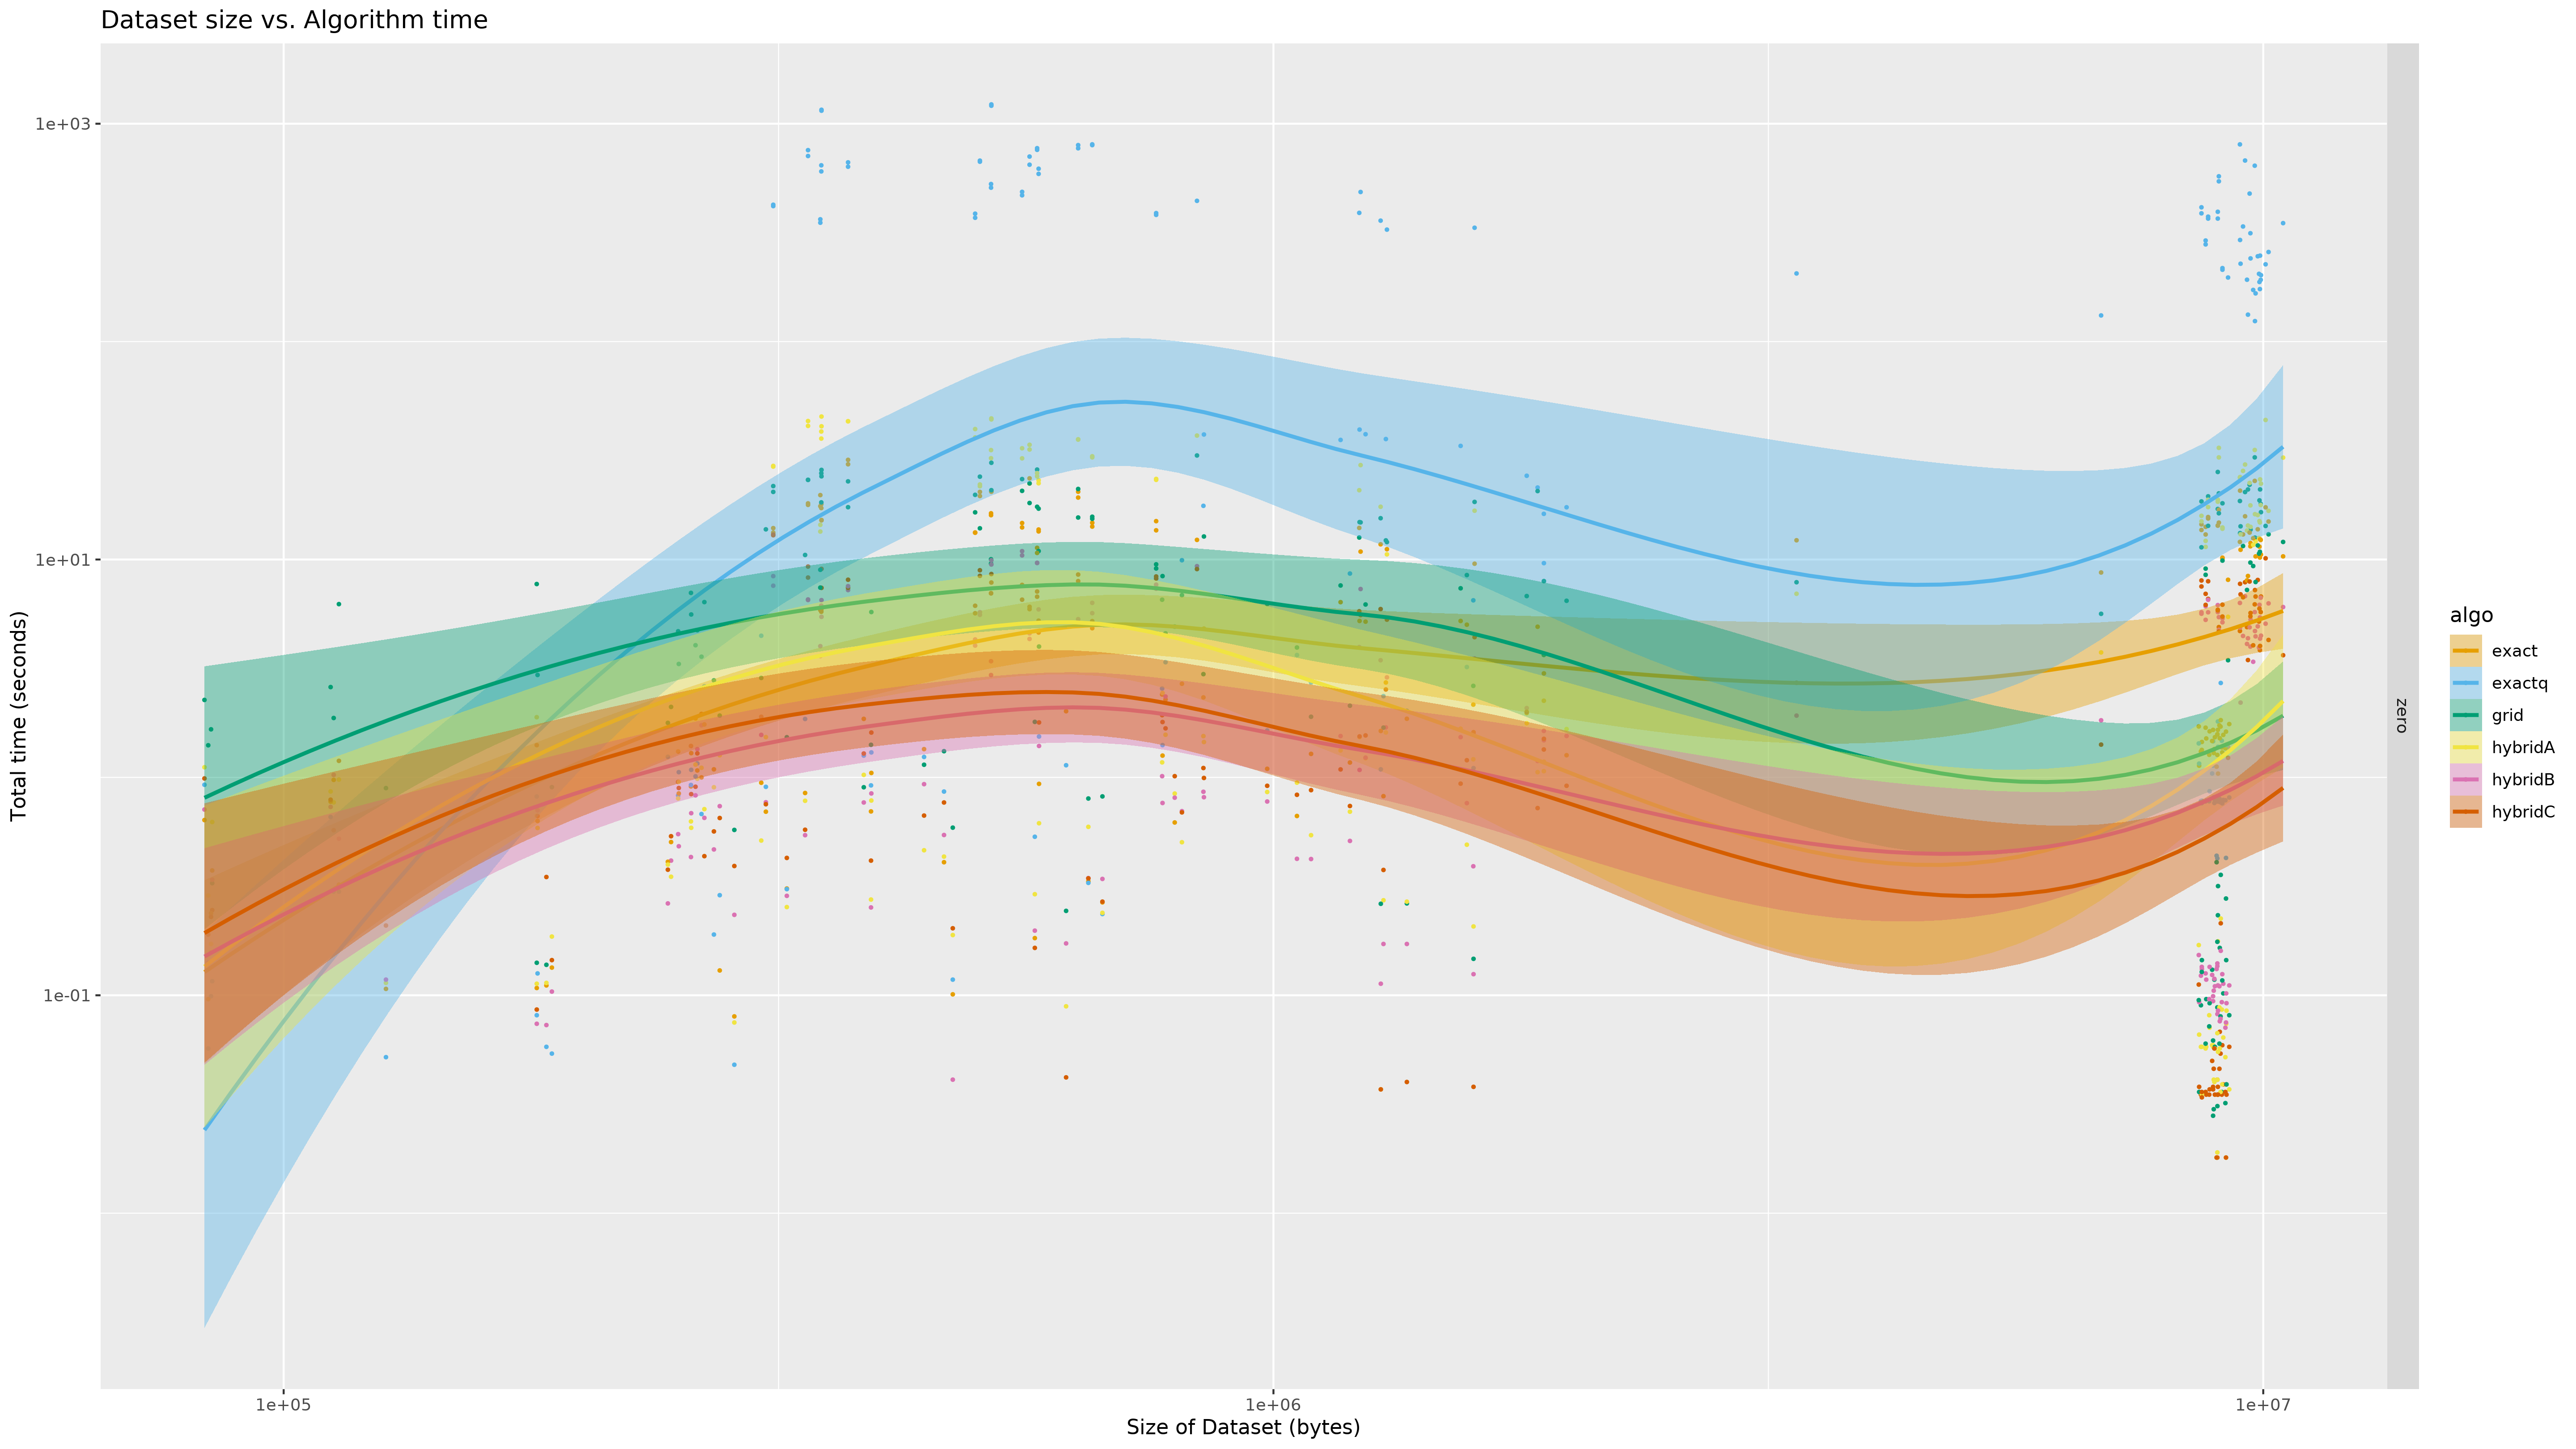 Dataset size vs. Algorithm time
1e+03
1e+01
1e-01
Total time (seconds)
1e+05
1e+06
1e+07
Size of Dataset (bytes)
zero
algo
exact
exactq
grid
hybridA
hybridB
hybridC